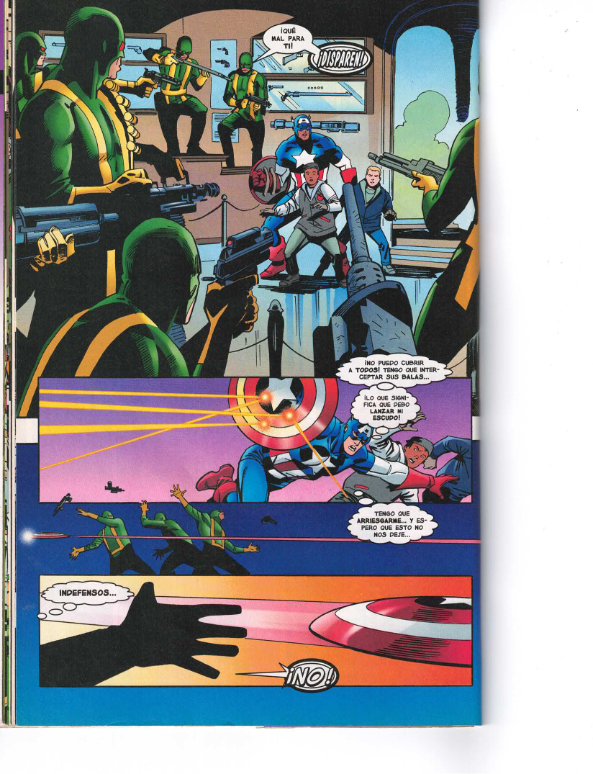 ¡QUÉ
MAL PARA
TI!
¡DISPAREN!
¡NO PUEDO CUBRIR
A TODOS! TENGO QUE INTER-
CEPTAR SUS BALAS...
¡LO QUE SIGNI-
FICA QUE DEBO
LANZAR MI
ESCUDO!
TENGO QUE
ARRIESGARME... Y ES-
PERO QUE ESTO NO
NOS DEJE...
INDEFENSOS...
¡NO!